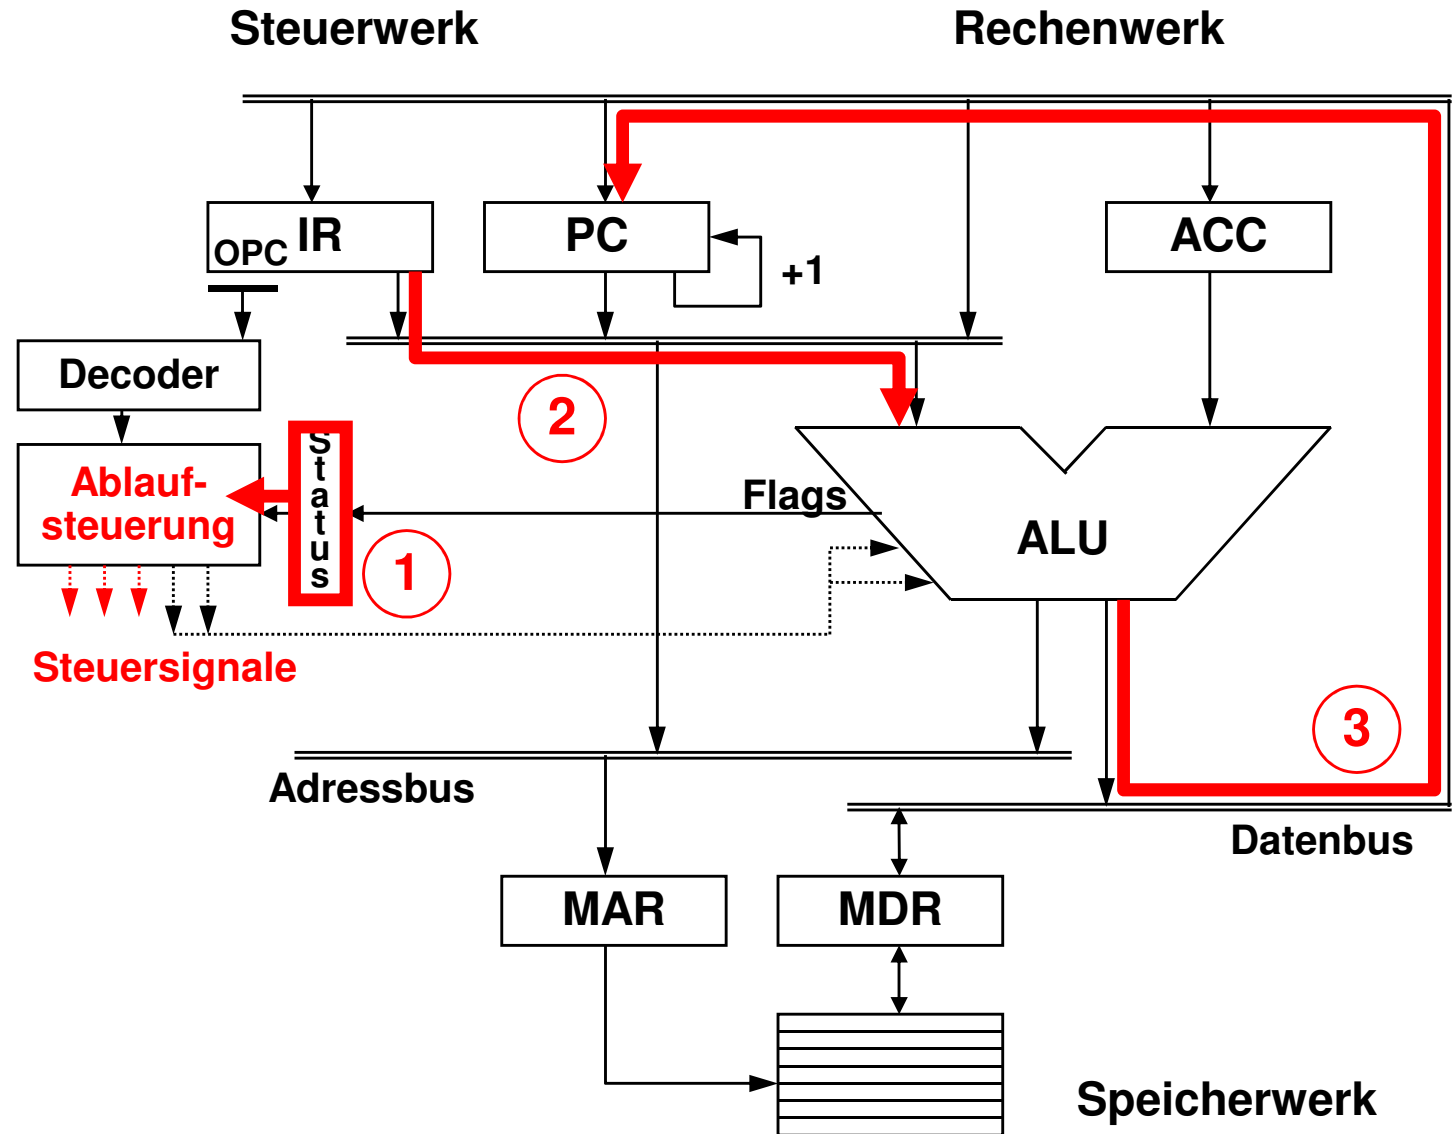 Steuerwerk
Rechenwerk
IR
OPC
PC
+1
ACC
Decoder
Ablauf-
steuerung
Status
1
2
Flags
ALU
Steuersignale
3
Adressbus
Datenbus
MAR
MDR
Speicherwerk